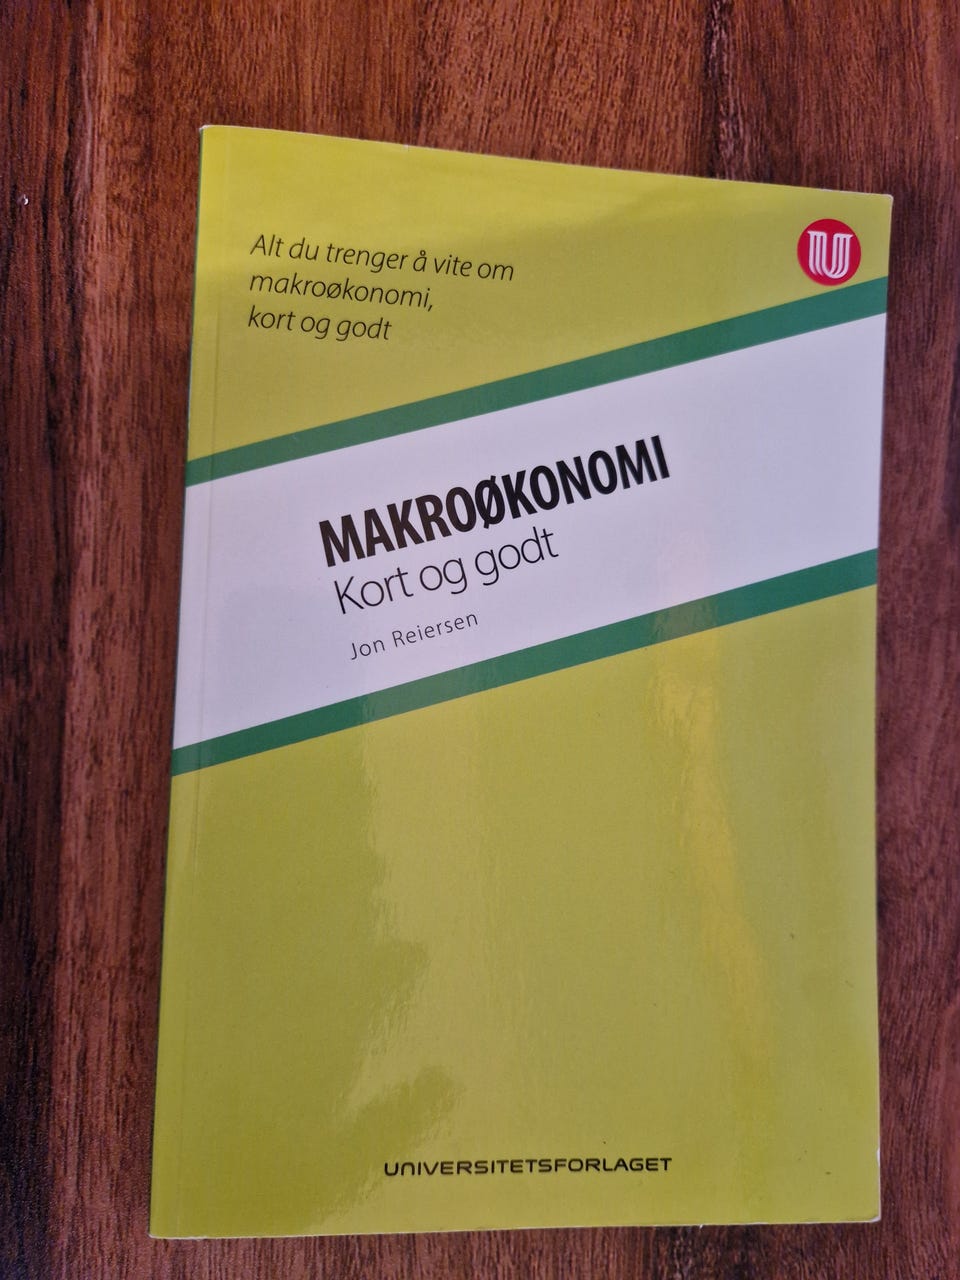 Alt du trenger å vite om
makroøkonomi,
kort og godt
U
MAKROØKONOMI
Kort og godt
Jon Reiersen
UNIVERSITETSFORLAGET